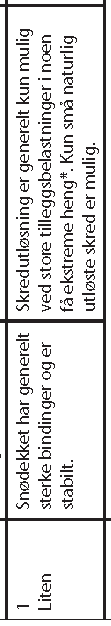 1
Liten
Snødekket har generelt
sterke bindinger og er
stabilt.
Skredutløsning er generelt kun mulig
ved store tilleggsbelastninger i noen
få ekstreme heng*. Kun små naturlig
utløste skred er mulig.